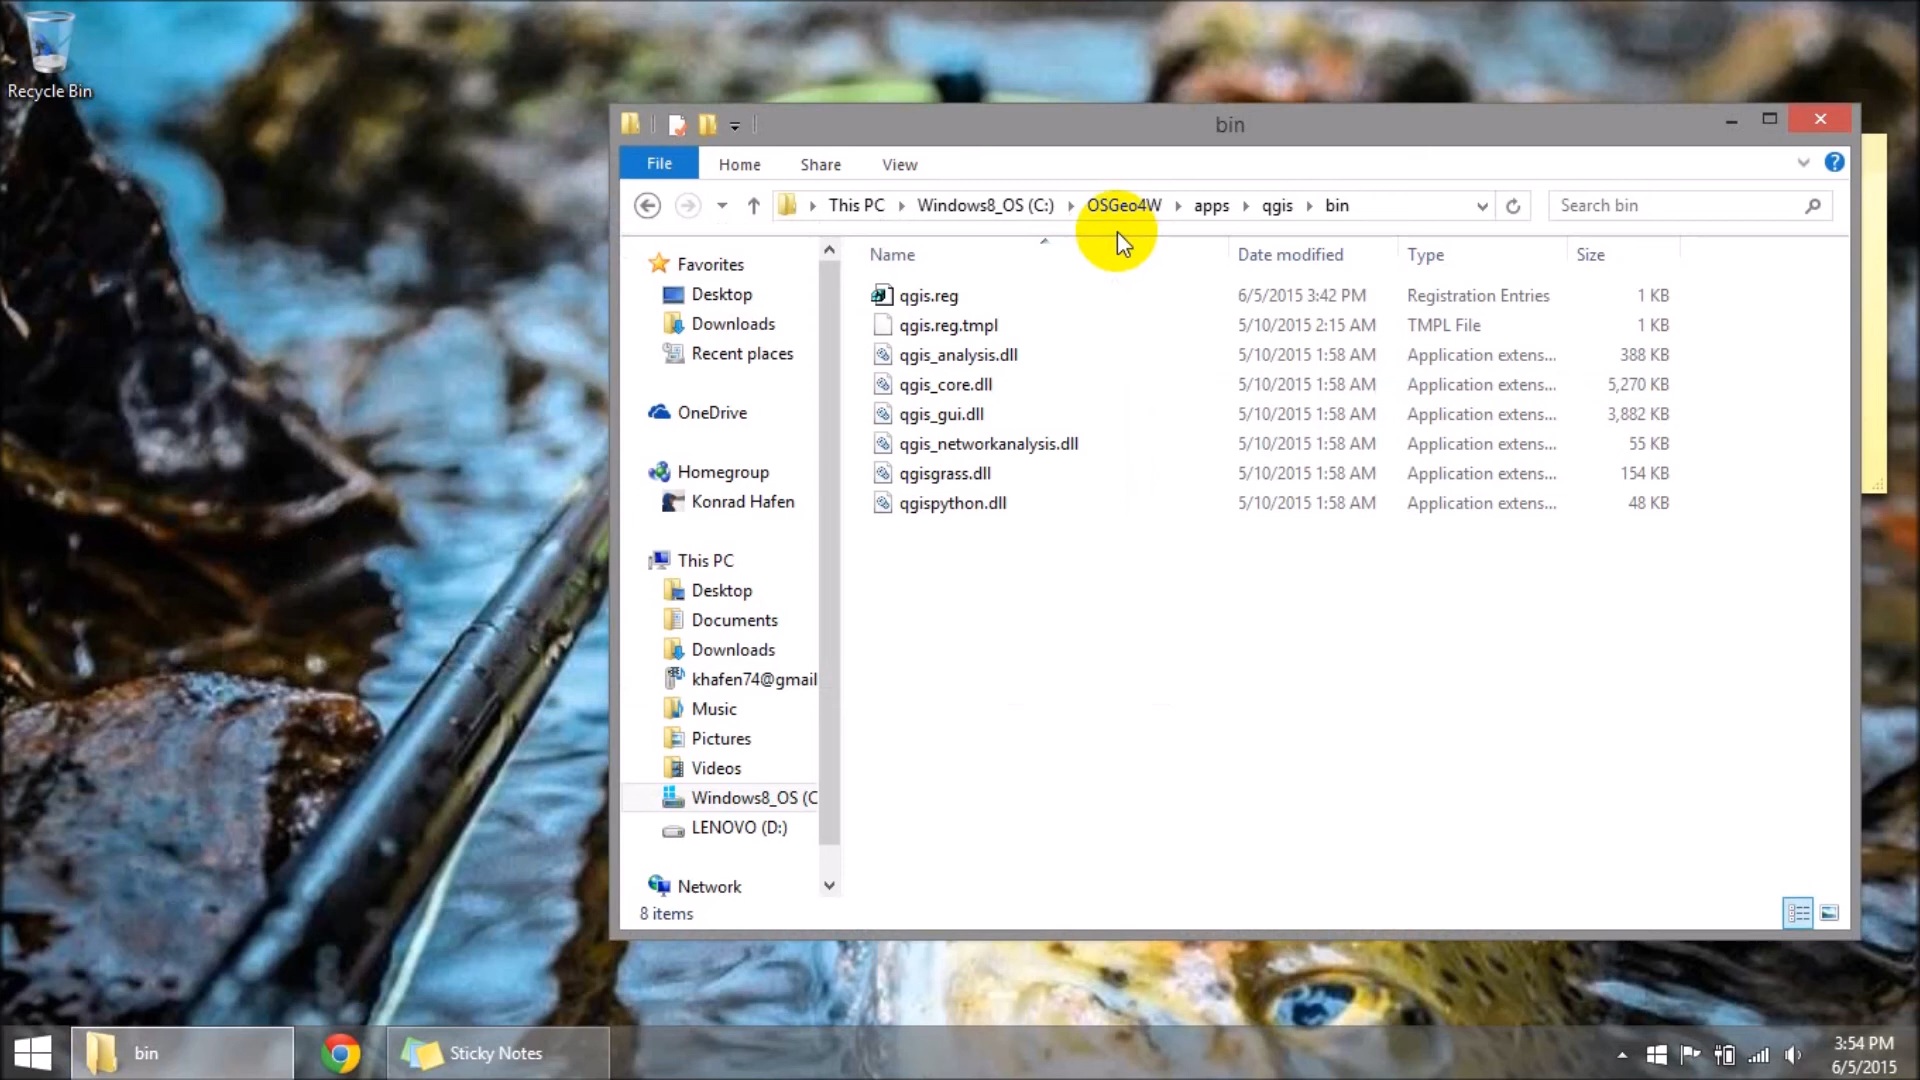 Recycle Bin
bin
File Home Share View
This PC Windows8_OS (C:) OSGeo4W apps qgis bin
Search bin
Name Date modified Type Size
qgis.reg 6/5/2015 3:42 PM Registration Entries 1 KB
qgis.reg.tmpl 5/10/2015 2:15 AM TMPL File 1 KB
qgis_analysis.dll 5/10/2015 1:58 AM Application extens... 388 KB
qgis_core.dll 5/10/2015 1:58 AM Application extens... 5,270 KB
qgis_gui.dll 5/10/2015 1:58 AM Application extens... 3,882 KB
qgis_networkanalysis.dll 5/10/2015 1:58 AM Application extens... 55 KB
qgisgrass.dll 5/10/2015 1:58 AM Application extens... 154 KB
qgispython.dll 5/10/2015 1:58 AM Application extens... 48 KB
Favorites
Desktop
Downloads
Recent places
OneDrive
Homegroup
Konrad Hafen
This PC
Desktop
Documents
Downloads
khafen74@gmail
Music
Pictures
Videos
Windows8_OS (C
LENOVO (D:)
Network
8 items
bin
Sticky Notes
3:54 PM
6/5/2015